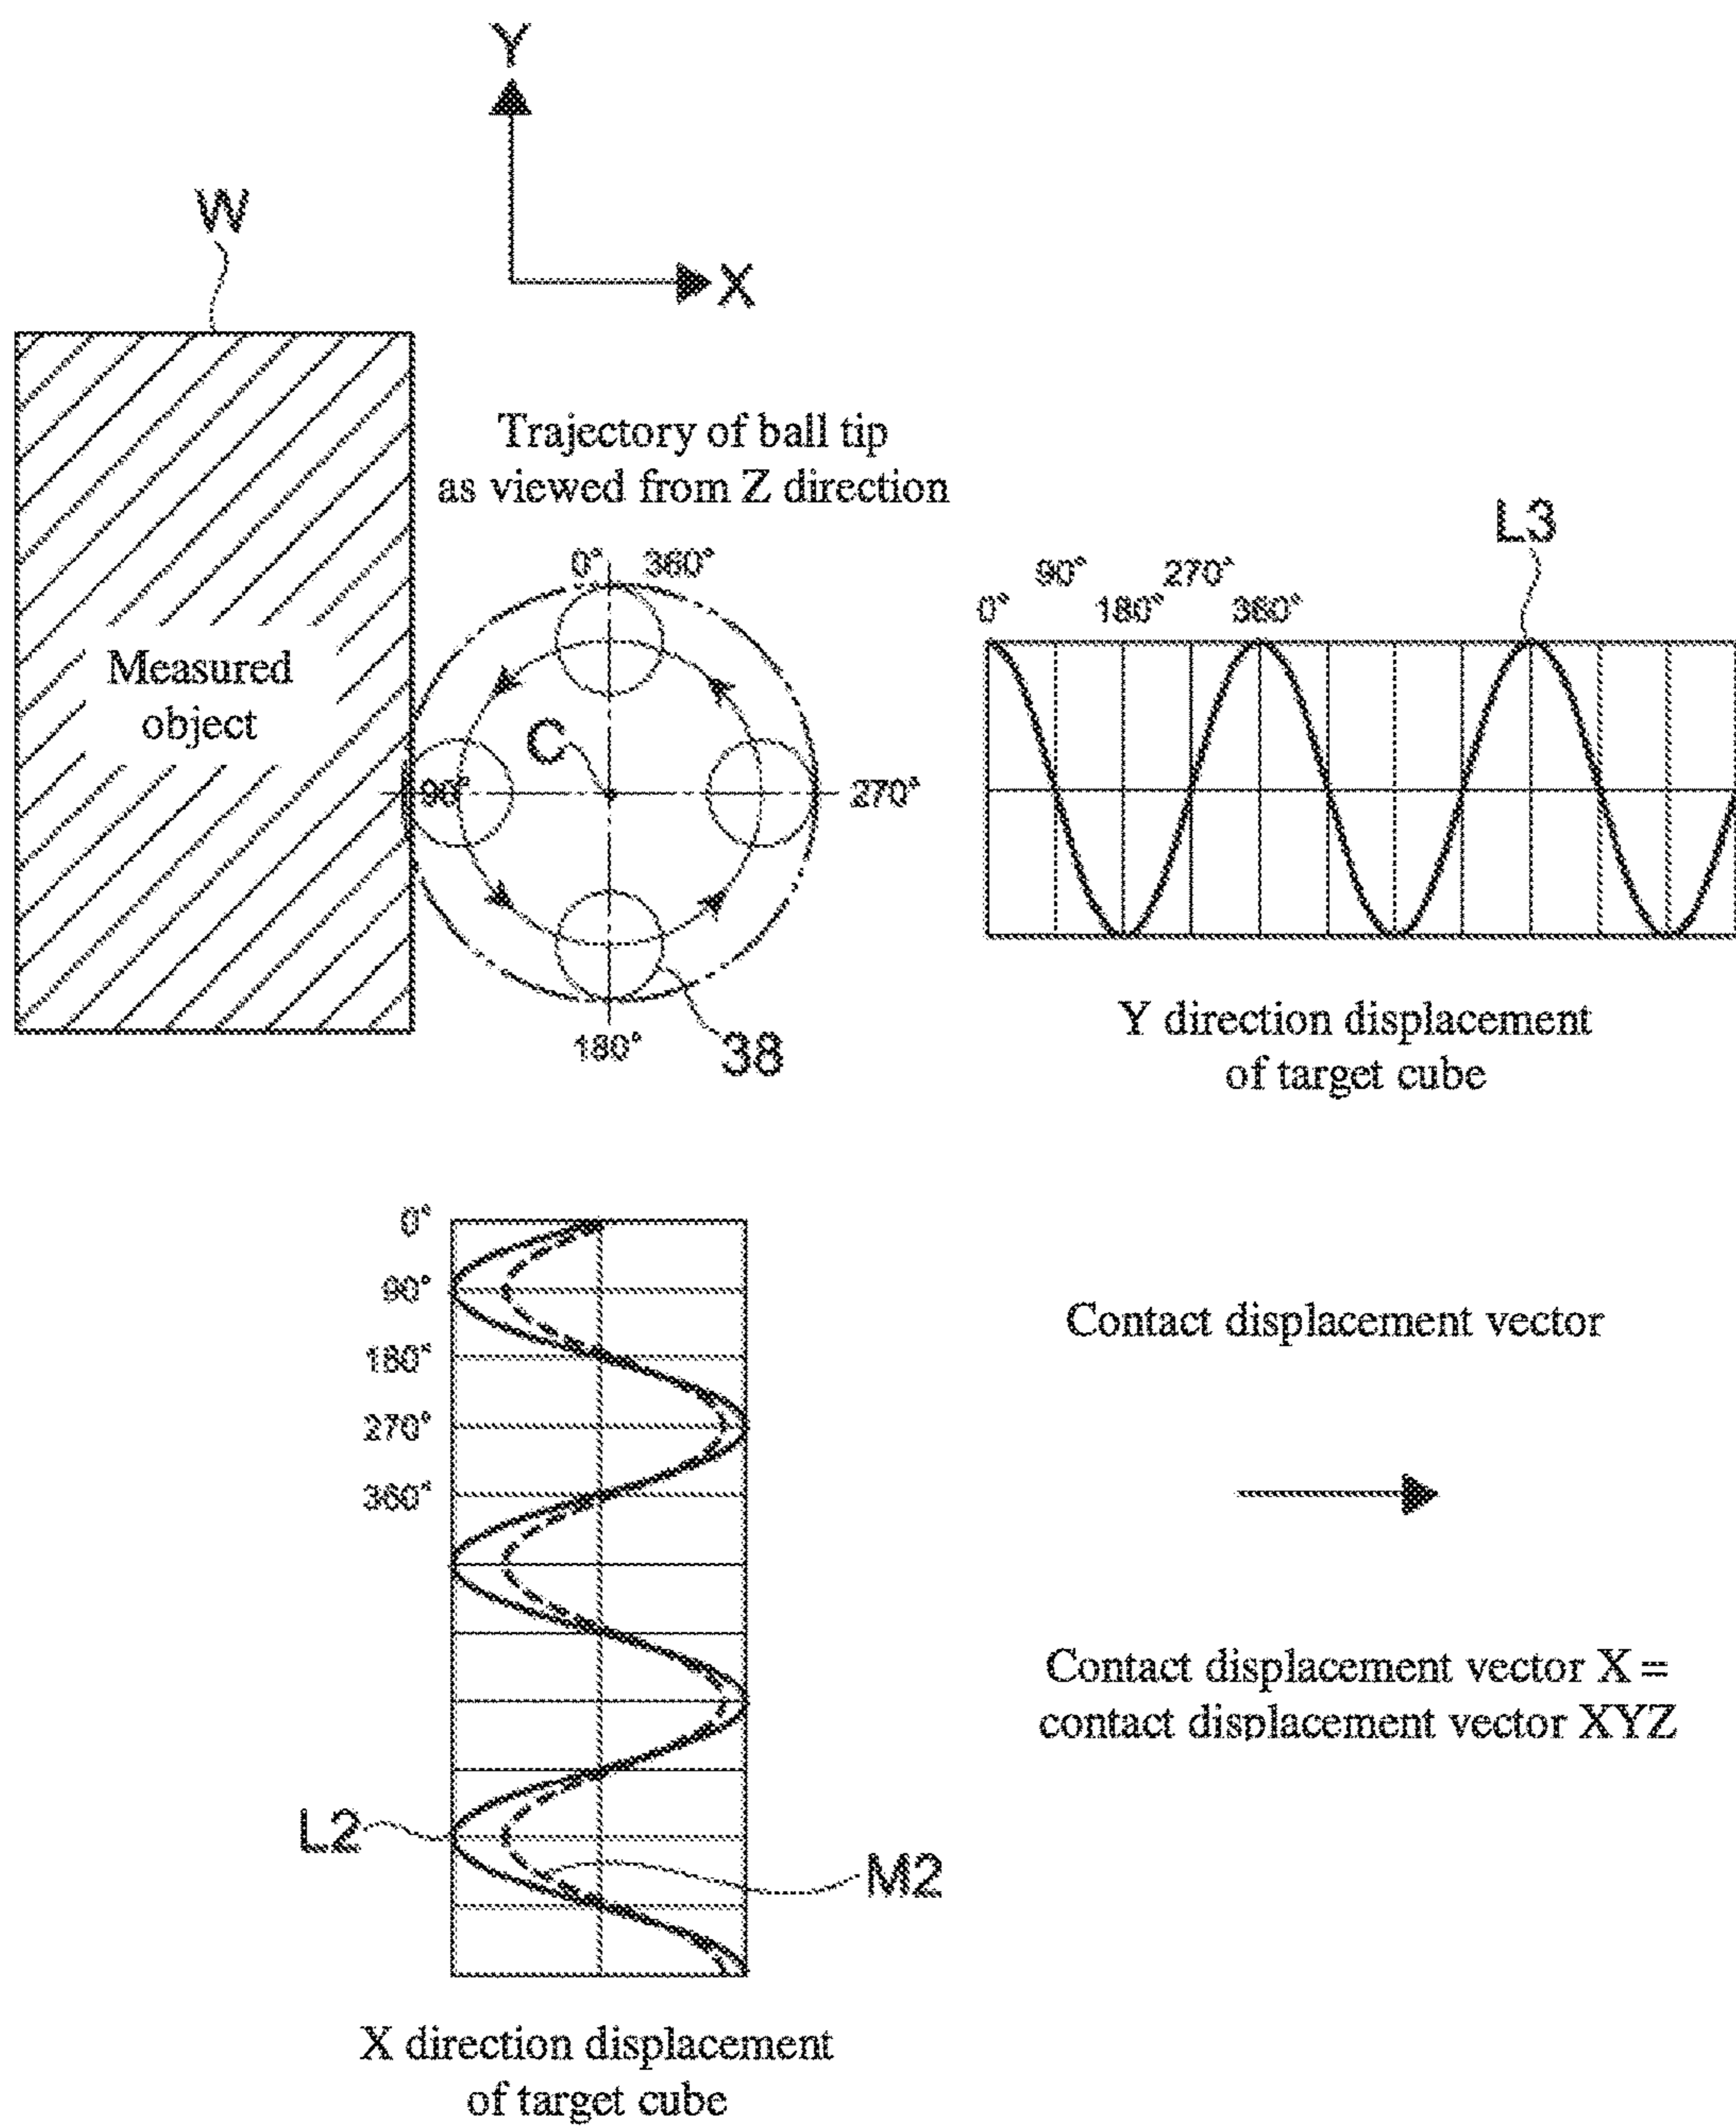 Y
X
W
Trajectory of ball tip
as viewed from Z direction
0° 360°
Measured
object
C
90°
270°
180°
38
L3
90° 270°
0° 180° 360°
Y direction displacement
of target cube
0°
90°
180°
270°
360°
L2
M2
X direction displacement
of target cube
Contact displacement vector
Contact displacement vector X =
contact displacement vector XYZ